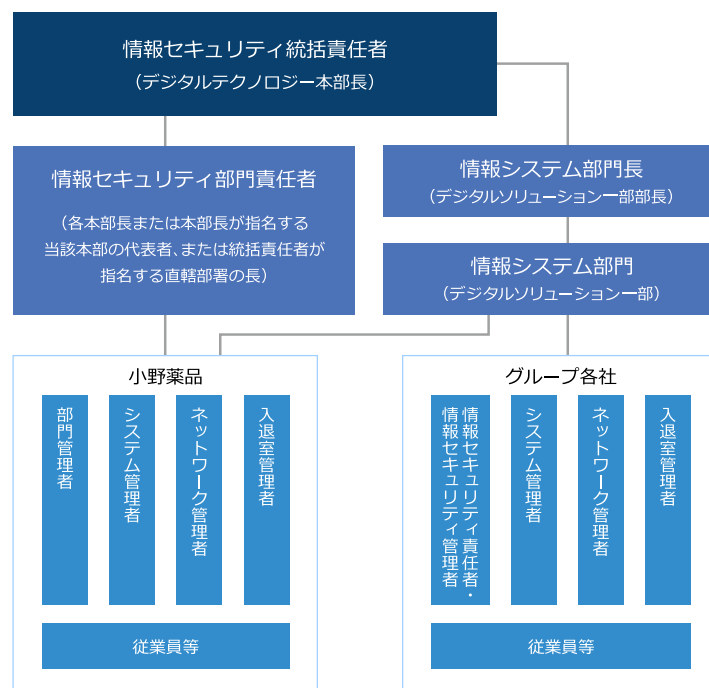 情報セキュリティ統括責任者
（デジタルテクノロジー本部長）
情報セキュリティ部門責任者
（各本部長または本部長が指名する
当該本部の代表者、または統括責任者が
指名する直轄部署の長）
情報システム部門長
（デジタルソリューション一部部長）
情報システム部門
（デジタルソリューション一部）
小野薬品
部門管理者
システム管理者
ネットワーク管理者
入退室管理者
従業員等
グループ各社
情報セキュリティ責任者・
情報セキュリティ管理者
システム管理者
ネットワーク管理者
入退室管理者
従業員等